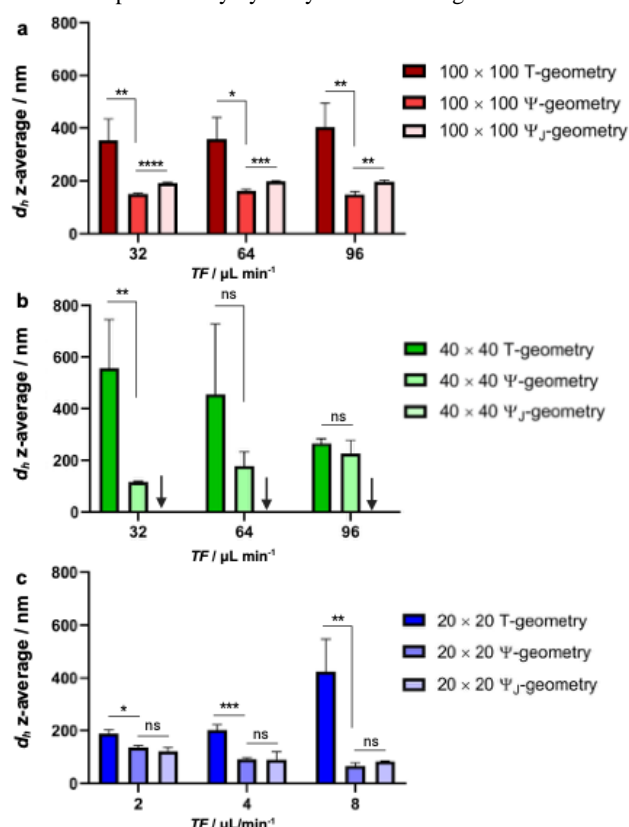 a
800
600
400
200
0
d_h z-average / nm
** * **
**** *** **
32 64 96
TF / µL min⁻¹
100 × 100 T-geometry
100 × 100 Ψ-geometry
100 × 100 Ψ_J-geometry
b
800
600
400
200
0
d_h z-average / nm
** ns ns
32 64 96
TF / µL min⁻¹
40 × 40 T-geometry
40 × 40 Ψ-geometry
40 × 40 Ψ_J-geometry
c
800
600
400
200
0
d_h z-average / nm
* *** **
ns ns ns
2 4 8
TF / µL/min⁻¹
20 × 20 T-geometry
20 × 20 Ψ-geometry
20 × 20 Ψ_J-geometry